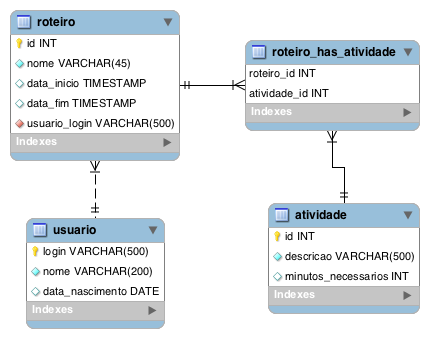 roteiro
id INT
nome VARCHAR(45)
data_inicio TIMESTAMP
data_fim TIMESTAMP
usuario_login VARCHAR(500)
Indexes
roteiro_has_atividade
roteiro_id INT
atividade_id INT
Indexes
usuario
login VARCHAR(500)
nome VARCHAR(200)
data_nascimento DATE
Indexes
atividade
id INT
descricao VARCHAR(500)
minutos_necessarios INT
Indexes